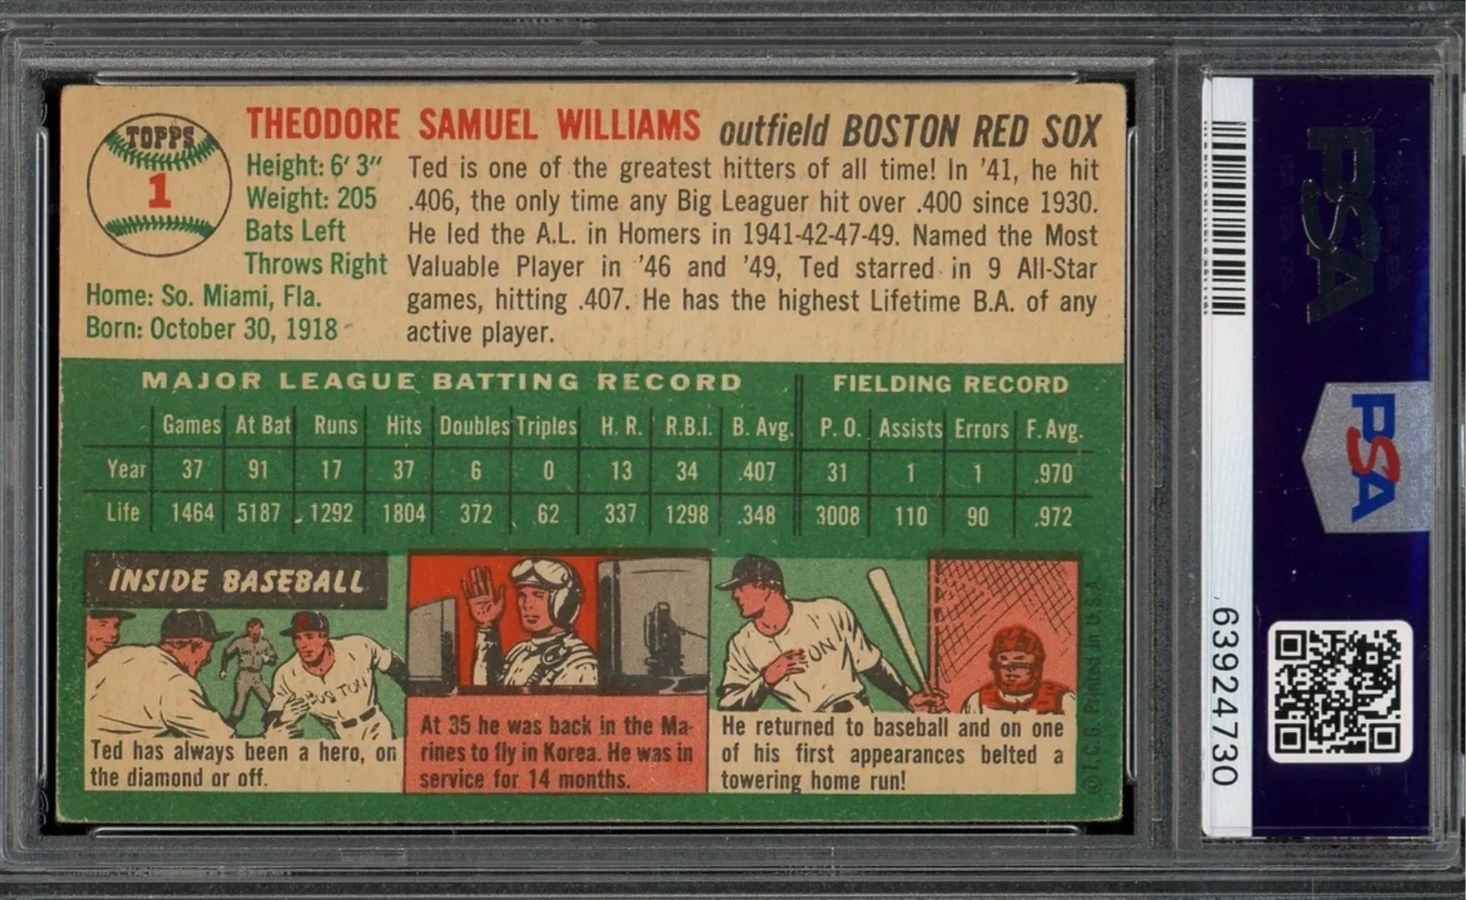 TOPPS
1
THEODORE SAMUEL WILLIAMS outfield BOSTON RED SOX
Height: 6' 3"
Weight: 205
Bats Left
Throws Right
Home: So. Miami, Fla.
Born: October 30, 1918
Ted is one of the greatest hitters of all time! In '41, he hit
.406, the only time any Big Leaguer hit over .400 since 1930.
He led the A.L. in Homers in 1941-42-47-49. Named the Most
Valuable Player in '46 and '49, Ted starred in 9 All-Star
games, hitting .407. He has the highest Lifetime B.A. of any
active player.
MAJOR LEAGUE BATTING RECORD FIELDING RECORD
Games At Bat Runs Hits Doubles Triples H. R. R.B.I. B. Avg. P. O. Assists Errors F. Avg.
Year 37 91 17 37 6 0 13 34 .407 31 1 1 .970
Life 1464 5187 1292 1804 372 62 337 1298 .348 3008 110 90 .972
INSIDE BASEBALL
BOSTON
Ted has always been a hero, on
the diamond or off.
At 35 he was back in the Ma-
rines to fly in Korea. He was in
service for 14 months.
ON
He returned to baseball and on one
of his first appearances belted a
towering home run!
© T.C.G. Printed in U.S.A.
PSA
PSA
63924730